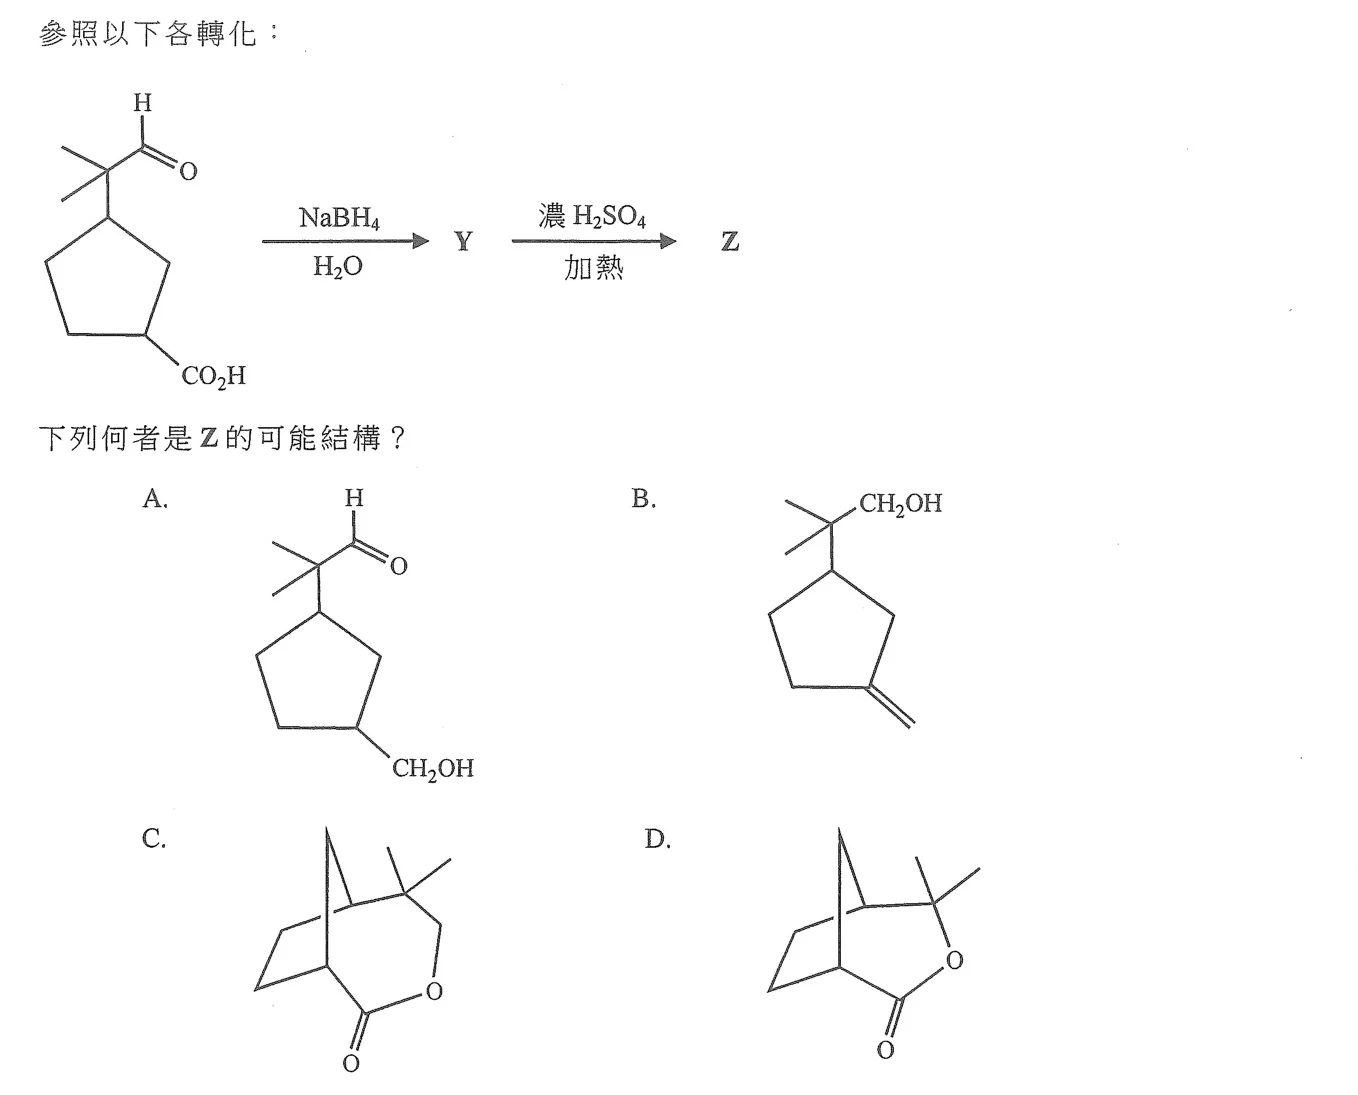 參照以下各轉化：
H
O
NaBH₄
H₂O
Y
濃 H₂SO₄
加熱
Z
CO₂H
下列何者是 Z 的可能結構？
A.
H
O
CH₂OH
B.
CH₂OH
C.
O
O
D.
O
O